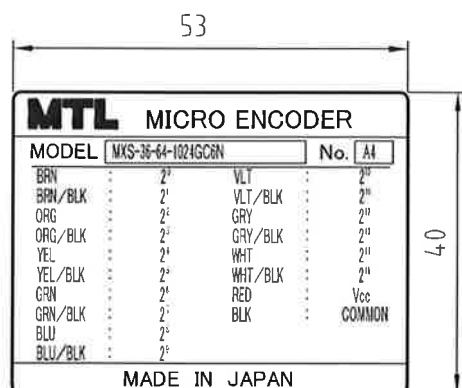 53
MTL MICRO ENCODER
MODEL MXS-36-64-1024GC6N No. A4
BRN : 2⁰ VLT : 2¹⁰
BRN/BLK : 2¹ VLT/BLK : 2¹¹
ORG : 2² GRY : 2¹²
ORG/BLK : 2³ GRY/BLK : 2¹³
YEL : 2⁴ WHT : 2¹⁴
YEL/BLK : 2⁵ WHT/BLK : 2¹⁵
GRN : 2⁶ RED : Vcc
GRN/BLK : 2⁷ BLK : COMMON
BLU : 2⁸
BLU/BLK : 2⁹
MADE IN JAPAN
40